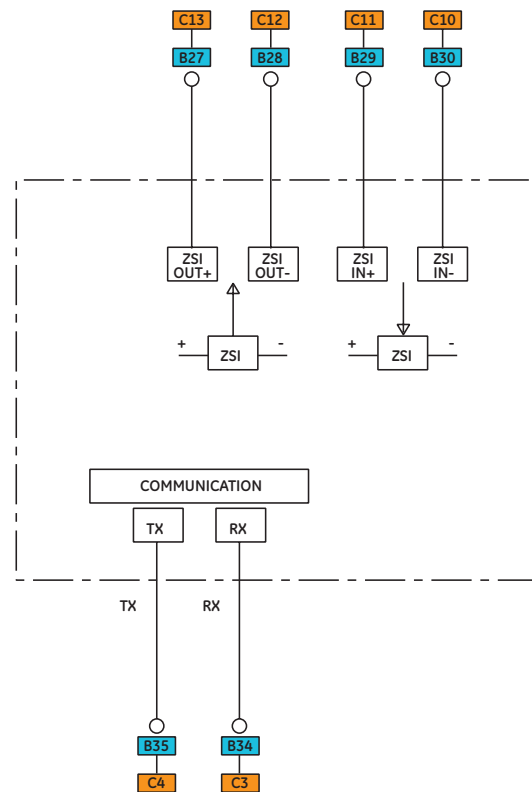 C13 C12 C11 C10
B27 B28 B29 B30
ZSI ZSI ZSI ZSI
OUT+ OUT- IN+ IN-
+ - + -
ZSI ZSI
COMMUNICATION
TX RX
TX RX
B35 B34
C4 C3